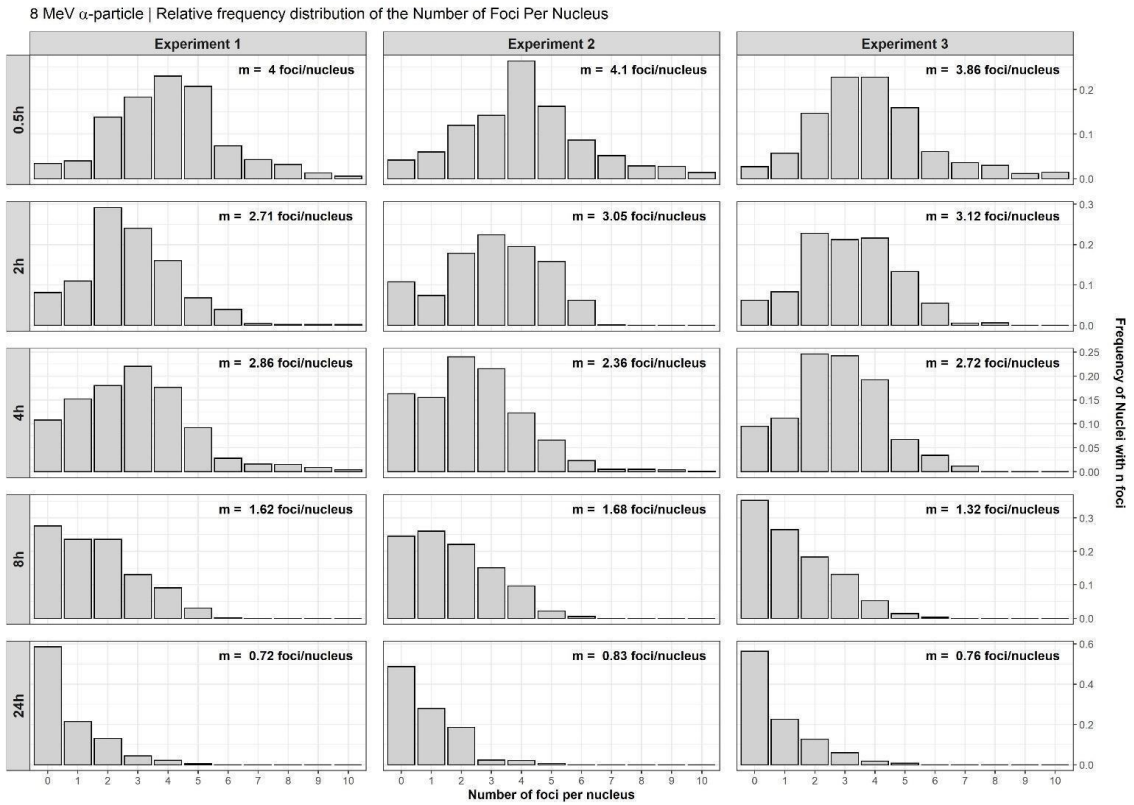 8 MeV α-particle | Relative frequency distribution of the Number of Foci Per Nucleus
Experiment 1 Experiment 2 Experiment 3
0.5h
m = 4 foci/nucleus
m = 4.1 foci/nucleus
m = 3.86 foci/nucleus
0.2
0.1
0.0
2h
m = 2.71 foci/nucleus
m = 3.05 foci/nucleus
m = 3.12 foci/nucleus
0.3
0.2
0.1
0.0
4h
m = 2.86 foci/nucleus
m = 2.36 foci/nucleus
m = 2.72 foci/nucleus
0.25
0.20
0.15
0.10
0.05
0.00
8h
m = 1.62 foci/nucleus
m = 1.68 foci/nucleus
m = 1.32 foci/nucleus
0.3
0.2
0.1
0.0
24h
m = 0.72 foci/nucleus
m = 0.83 foci/nucleus
m = 0.76 foci/nucleus
0.6
0.4
0.2
0.0
0 1 2 3 4 5 6 7 8 9 10
0 1 2 3 4 5 6 7 8 9 10
0 1 2 3 4 5 6 7 8 9 10
Number of foci per nucleus
Frequency of Nuclei with n foci